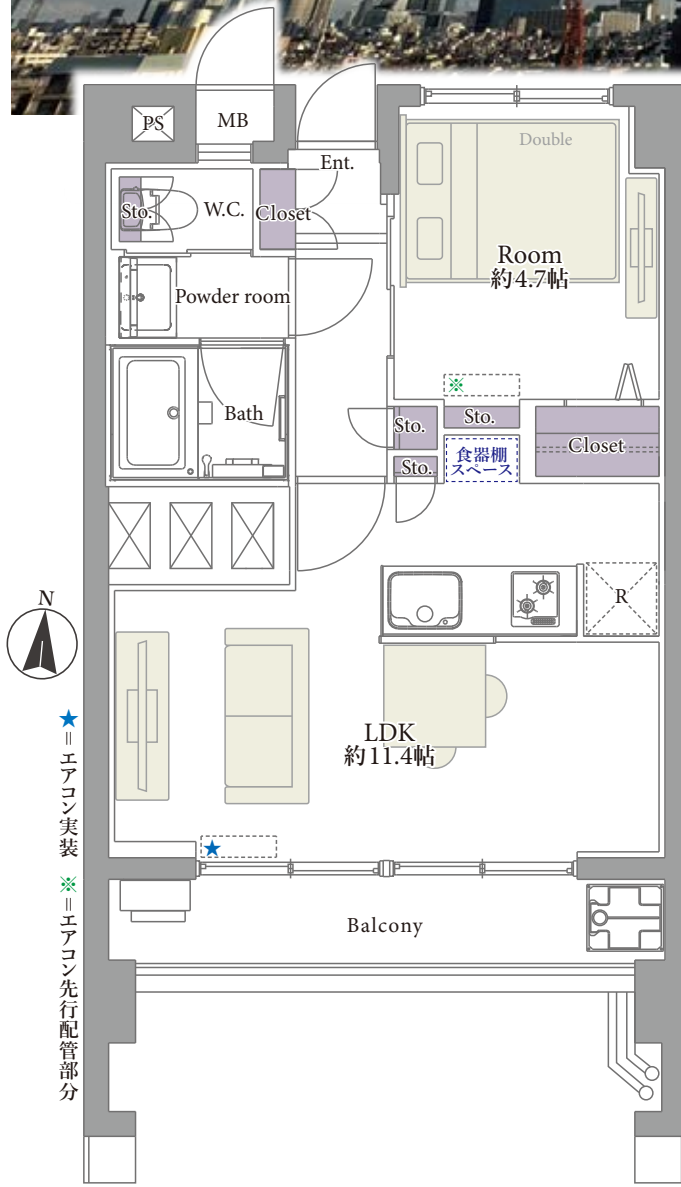 PS
MB
Ent.
Double
Sto.
W.C.
Closet
Room
約4.7帖
Powder room
※
Bath
Sto.
Sto.
Closet
Sto.
食器棚
スペース
R
N
LDK
約11.4帖
★
★=エアコン実装 ※=エアコン先行配管部分
Balcony